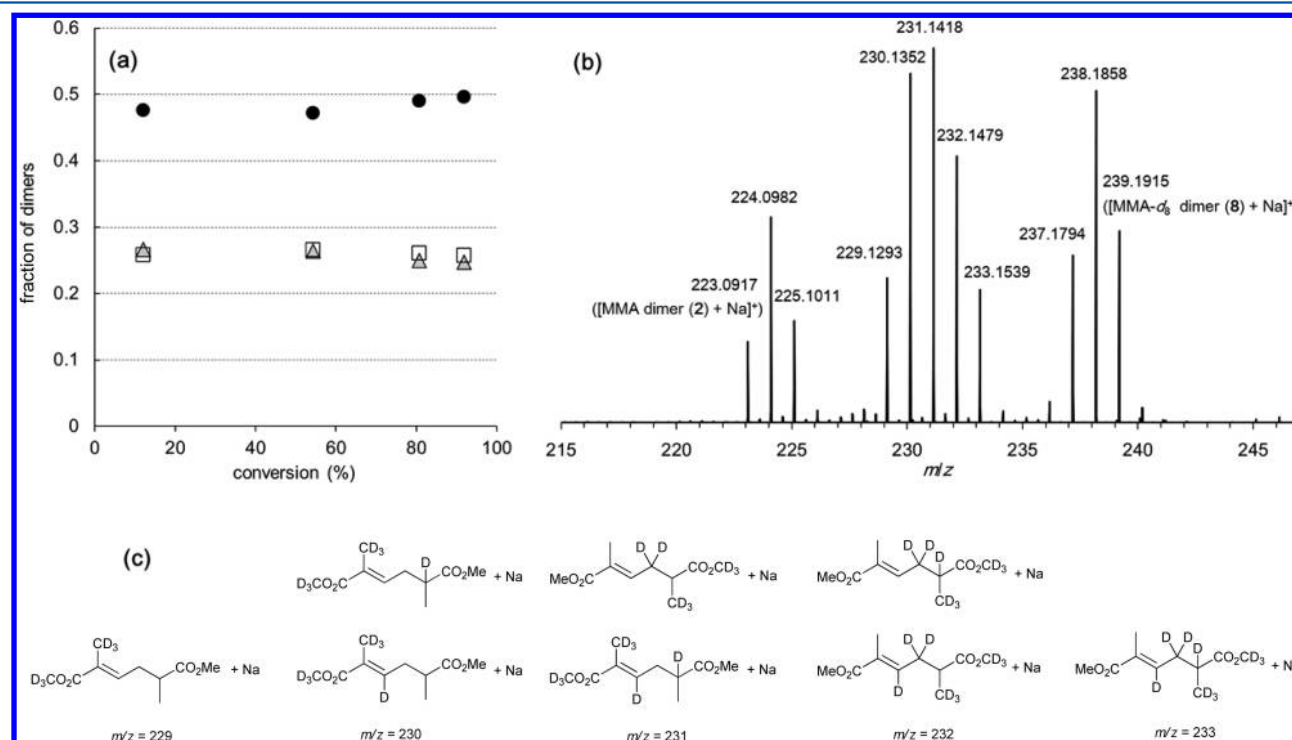 (a)
0.6
0.5
0.4
0.3
0.2
0.1
0
fraction of dimers
0 20 40 60 80 100
conversion (%)
(b)
231.1418
230.1352
238.1858
232.1479
224.0982
239.1915
([MMA-d8 dimer (8) + Na]+
229.1293
237.1794
223.0917
225.1011
233.1539
([MMA dimer (2) + Na]+)
215 220 225 230 235 240 245
m/z
(c)
CD3 D
D3CO2C CO2Me + Na
D D
MeO2C CO2CD3 + Na
CD3
D D D
MeO2C CO2CD3 + Na
CD3
CD3
D3CO2C CO2Me + Na
CD3
D3CO2C CO2Me + Na
D
CD3 D
D3CO2C CO2Me + Na
D
D D
MeO2C CO2CD3 + Na
D CD3
D D D
MeO2C CO2CD3 + N
D CD3
m/z = 229 m/z = 230 m/z = 231 m/z = 232 m/z = 233